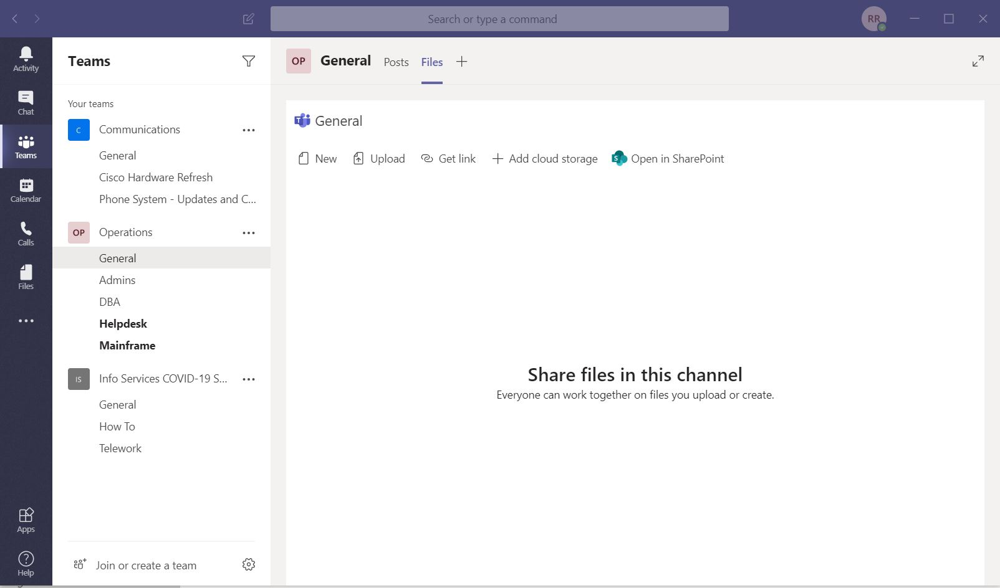 Search or type a command
RR
Activity
Chat
Teams
Calendar
Calls
Files
Apps
Help
Teams
Your teams
C Communications
General
Cisco Hardware Refresh
Phone System - Updates and C...
OP Operations
General
Admins
DBA
Helpdesk
Mainframe
IS Info Services COVID-19 S...
General
How To
Telework
Join or create a team
OP General Posts Files
T General
New Upload Get link Add cloud storage S Open in SharePoint
Share files in this channel
Everyone can work together on files you upload or create.